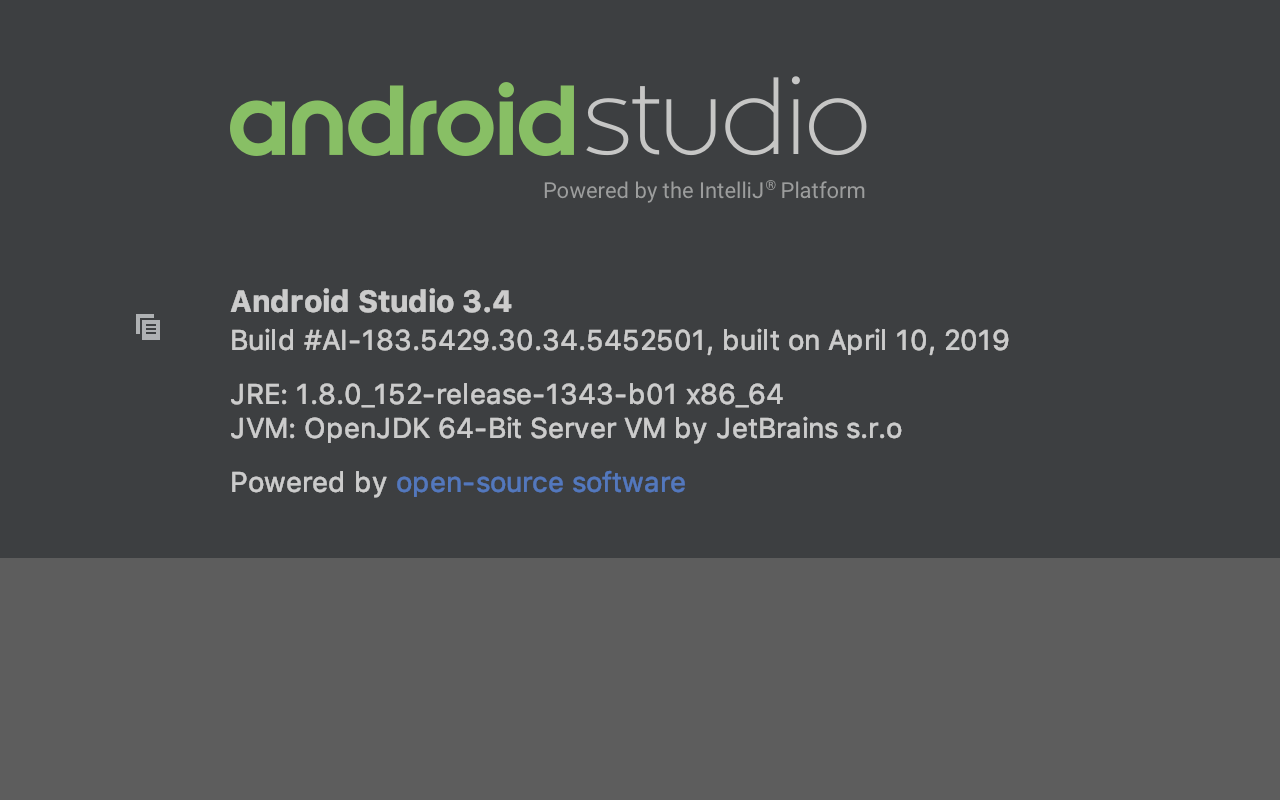 android studio
Powered by the IntelliJ® Platform
Android Studio 3.4
Build #AI-183.5429.30.34.5452501, built on April 10, 2019
JRE: 1.8.0_152-release-1343-b01 x86_64
JVM: OpenJDK 64-Bit Server VM by JetBrains s.r.o
Powered by open-source software